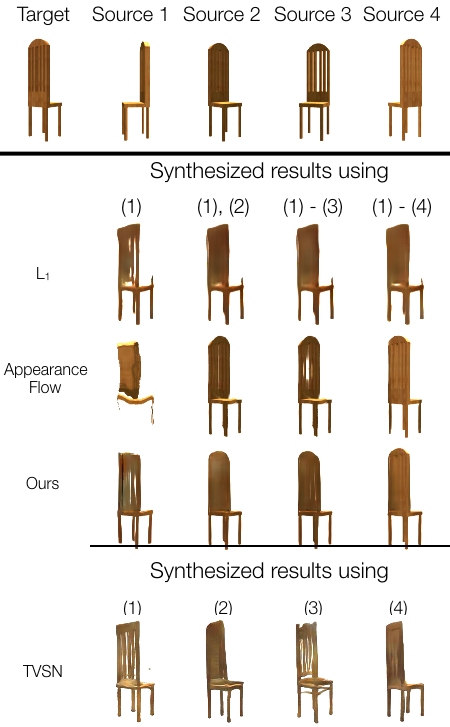 Target Source 1 Source 2 Source 3 Source 4
Synthesized results using
(1) (1), (2) (1) - (3) (1) - (4)
L₁
Appearance
Flow
Ours
Synthesized results using
(1) (2) (3) (4)
TVSN